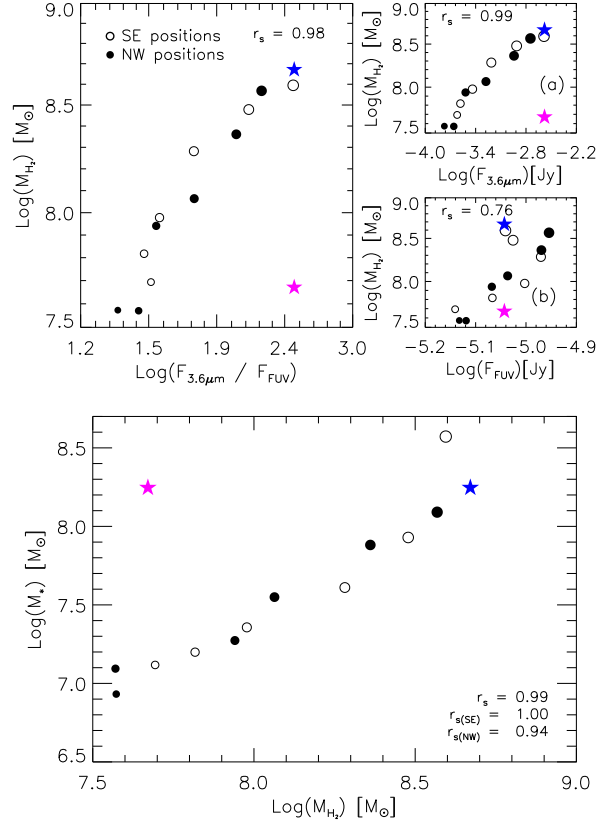 ○ SE positions
● NW positions
r_s = 0.98
Log(M_H₂) [M_⊙]
9.0
8.5
8.0
7.5
1.2 1.5 1.9 2.2 2.6 3.0
Log(F_3.6μm / F_FUV)
r_s = 0.99
Log(M_H₂) [M_⊙]
9.0
8.5
8.0
7.5
(a)
−4.0 −3.4 −2.8 −2.2
Log(F_3.6μm)[Jy]
r_s = 0.76
Log(M_H₂) [M_⊙]
9.0
8.5
8.0
7.5
(b)
−5.2 −5.1 −5.0 −4.9
Log(F_FUV)[Jy]
Log(M_*) [M_⊙]
8.5
8.0
7.5
7.0
6.5
r_s = 0.99
r_s(SE) = 1.00
r_s(NW) = 0.94
7.5 8.0 8.5 9.0
Log(M_H₂) [M_⊙]